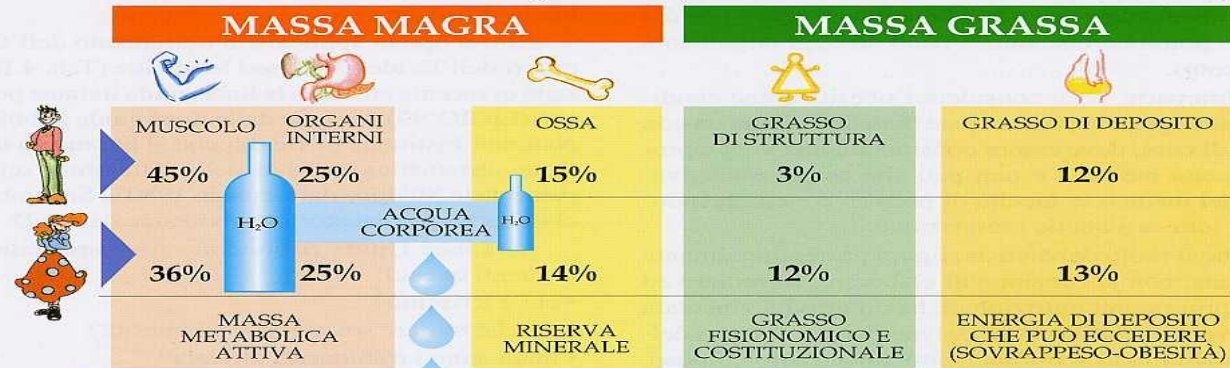 MASSA MAGRA
MASSA GRASSA
MUSCOLO
ORGANI
INTERNI
OSSA
GRASSO
DI STRUTTURA
GRASSO DI DEPOSITO
45%
25%
15%
3%
12%
H₂O
ACQUA
CORPOREA
H₂O
36%
25%
14%
12%
13%
MASSA
METABOLICA
ATTIVA
RISERVA
MINERALE
GRASSO
FISIONOMICO E
COSTITUZIONALE
ENERGIA DI DEPOSITO
CHE PUÒ ECCEDERE
(SOVRAPPESO-OBESITÀ)